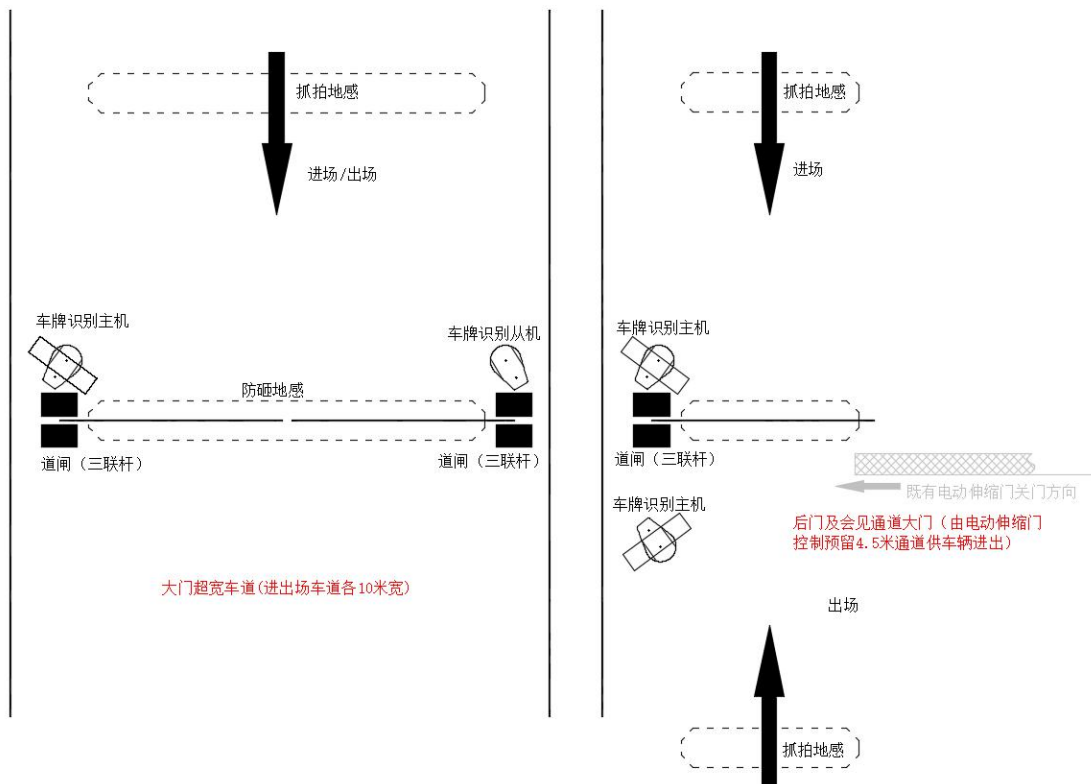 抓拍地感
进场/出场
车牌识别主机
车牌识别从机
防砸地感
道闸（三联杆）
道闸（三联杆）
大门超宽车道(进出场车道各10米宽)
抓拍地感
进场
车牌识别主机
道闸（三联杆）
既有电动伸缩门关门方向
车牌识别主机
后门及会见通道大门（由电动伸缩门
控制预留4.5米通道供车辆进出）
出场
抓拍地感